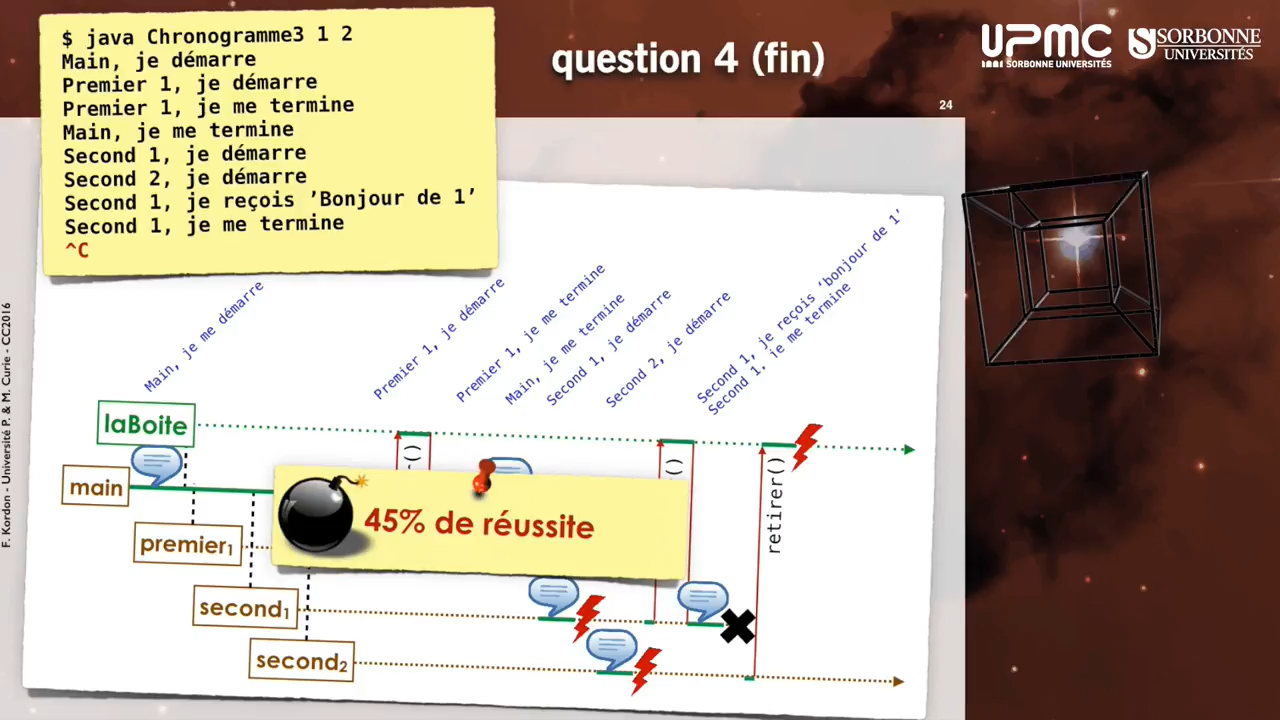 $ java Chronogramme3 1 2
Main, je démarre
Premier 1, je démarre
Premier 1, je me termine
Main, je me termine
Second 1, je démarre
Second 2, je démarre
Second 1, je reçois ’Bonjour de 1’
Second 1, je me termine
^C
question 4 (fin)
24
UPMC
SORBONNE UNIVERSITÉS
SORBONNE
UNIVERSITÉS
F. Kordon - Université P. & M. Curie - CC2016
Main, je me démarre
Premier 1, je démarre
Premier 1, je me termine
Main, je me termine
Second 1, je démarre
Second 2, je démarre
Second 1, je reçois ‘bonjour de 1’
Second 1. je me termine
laBoite
main
premier1
second1
second2
()
()
retirer()
45% de réussite